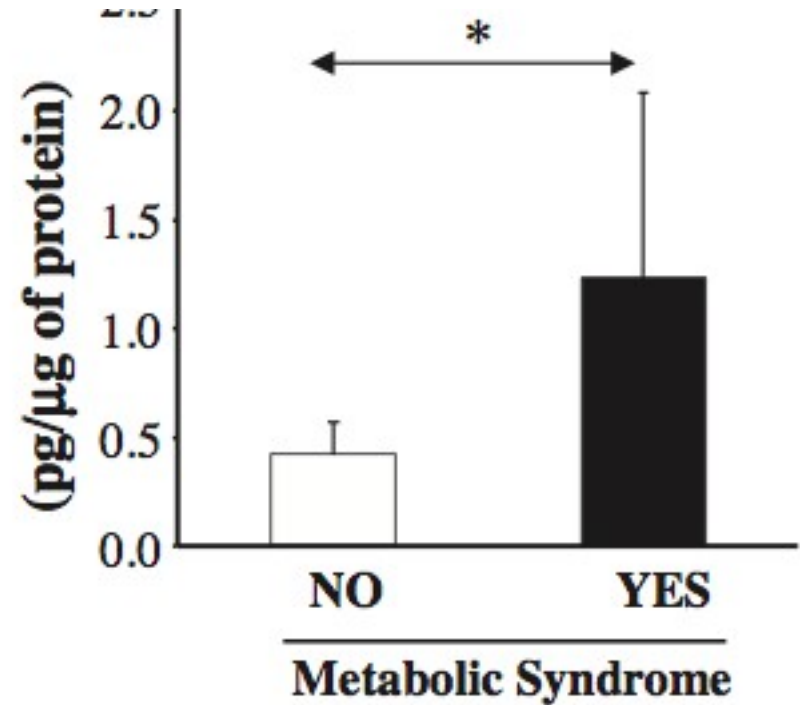 *
(pg/μg of protein)
2.0
1.5
1.0
0.5
0.0
NO YES
Metabolic Syndrome